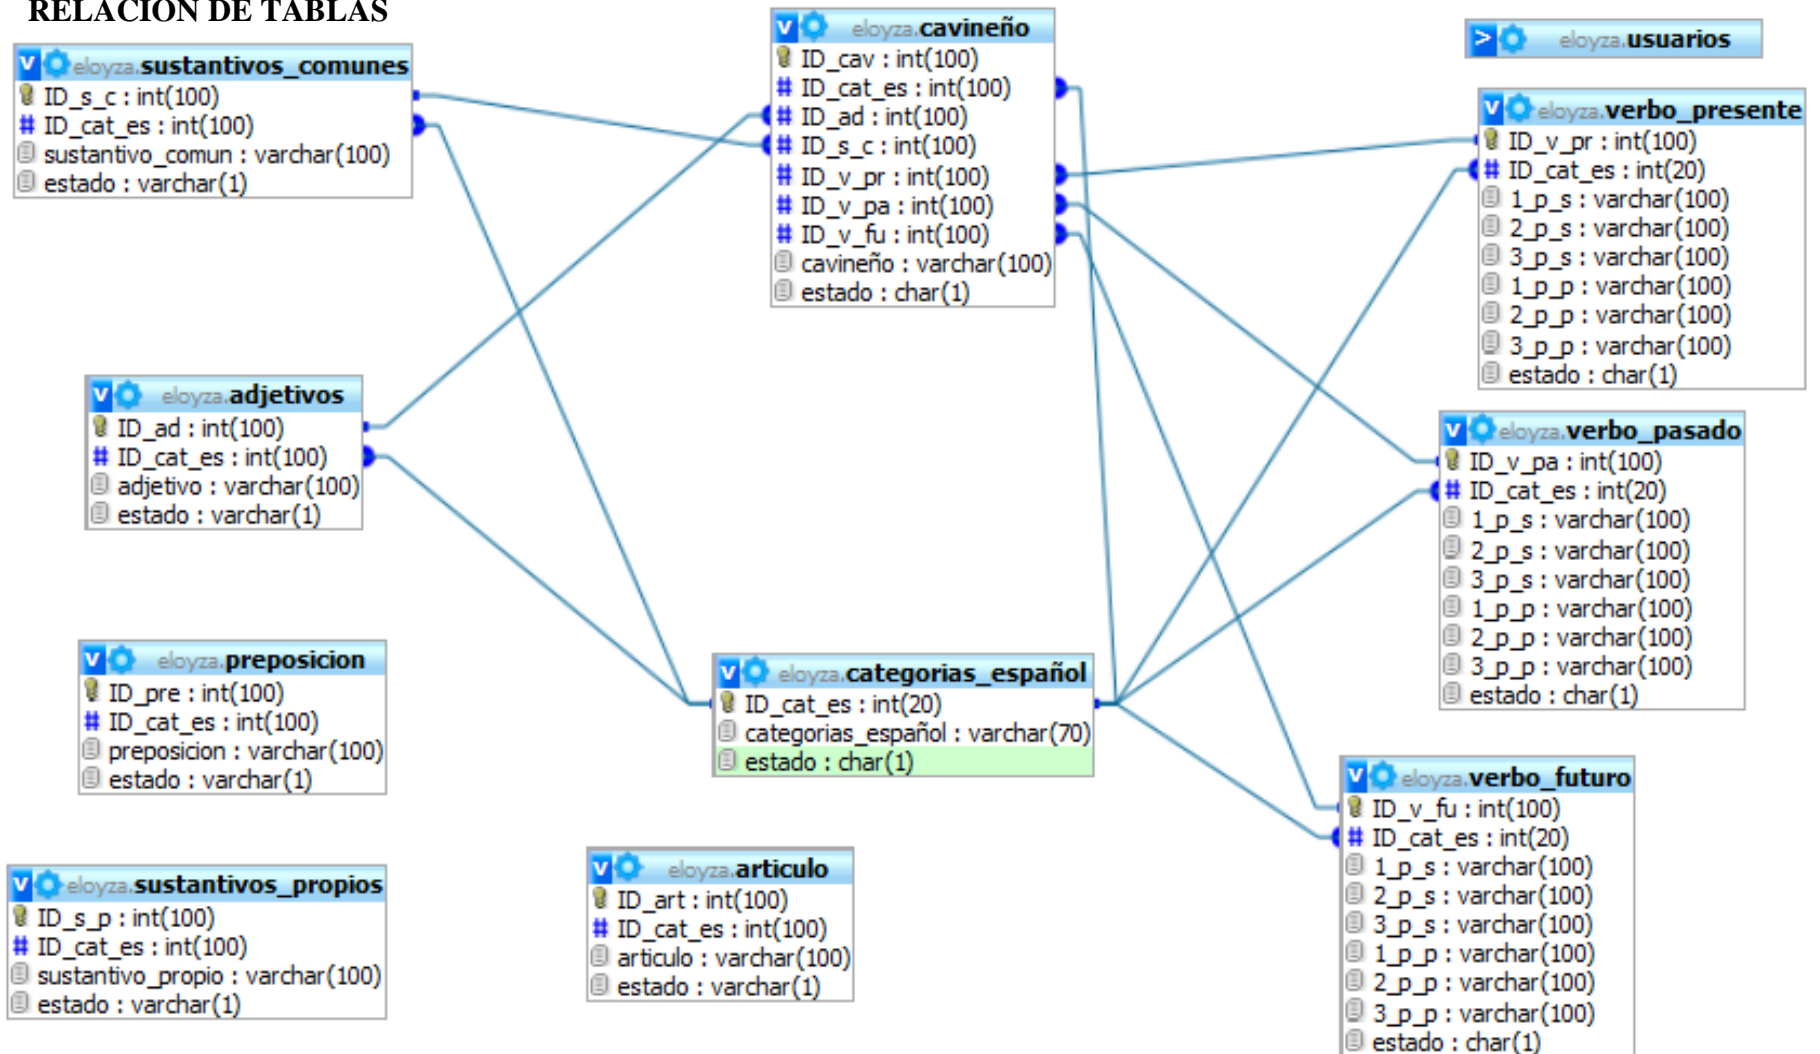 RELACION DE TABLAS
eloyza.sustantivos_comunes
ID_s_c : int(100)
ID_cat_es : int(100)
sustantivo_comun : varchar(100)
estado : varchar(1)
eloyza.cavineño
ID_cav : int(100)
ID_cat_es : int(100)
ID_ad : int(100)
ID_s_c : int(100)
ID_v_pr : int(100)
ID_v_pa : int(100)
ID_v_fu : int(100)
cavineño : varchar(100)
estado : char(1)
eloyza.usuarios
eloyza.verbo_presente
ID_v_pr : int(100)
ID_cat_es : int(20)
1_p_s : varchar(100)
2_p_s : varchar(100)
3_p_s : varchar(100)
1_p_p : varchar(100)
2_p_p : varchar(100)
3_p_p : varchar(100)
estado : char(1)
eloyza.adjetivos
ID_ad : int(100)
ID_cat_es : int(100)
adjetivo : varchar(100)
estado : varchar(1)
eloyza.verbo_pasado
ID_v_pa : int(100)
ID_cat_es : int(20)
1_p_s : varchar(100)
2_p_s : varchar(100)
3_p_s : varchar(100)
1_p_p : varchar(100)
2_p_p : varchar(100)
3_p_p : varchar(100)
estado : char(1)
eloyza.preposicion
ID_pre : int(100)
ID_cat_es : int(100)
preposicion : varchar(100)
estado : varchar(1)
eloyza.categorias_español
ID_cat_es : int(20)
categorias_español : varchar(70)
estado : char(1)
eloyza.verbo_futuro
ID_v_fu : int(100)
ID_cat_es : int(20)
1_p_s : varchar(100)
2_p_s : varchar(100)
3_p_s : varchar(100)
1_p_p : varchar(100)
2_p_p : varchar(100)
3_p_p : varchar(100)
estado : char(1)
eloyza.sustantivos_propios
ID_s_p : int(100)
ID_cat_es : int(100)
sustantivo_propio : varchar(100)
estado : varchar(1)
eloyza.articulo
ID_art : int(100)
ID_cat_es : int(100)
articulo : varchar(100)
estado : varchar(1)